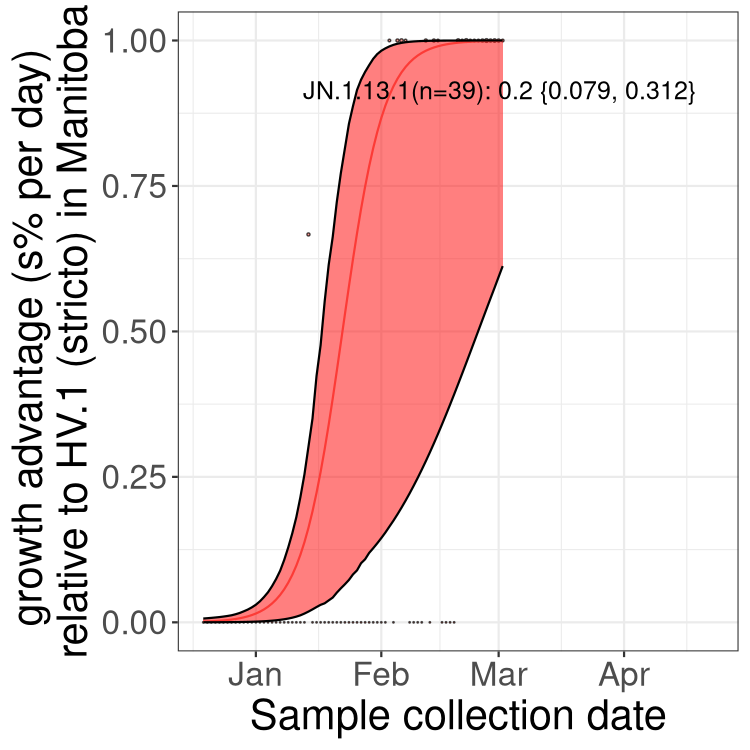 growth advantage (s% per day)
relative to HV.1 (stricto) in Manitoba
1.00
0.75
0.50
0.25
0.00
JN.1.13.1(n=39): 0.2 {0.079, 0.312}
Jan Feb Mar Apr
Sample collection date